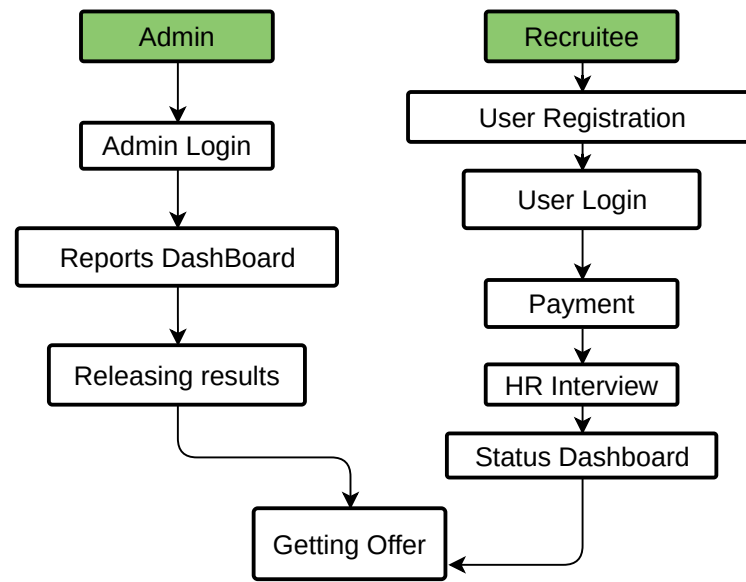 Admin
Recruitee
User Registration
Admin Login
User Login
Reports DashBoard
Payment
Releasing results
HR Interview
Status Dashboard
Getting Offer